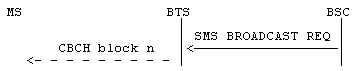 MS BTS BSC
SMS BROADCAST REQ
CBCH block n